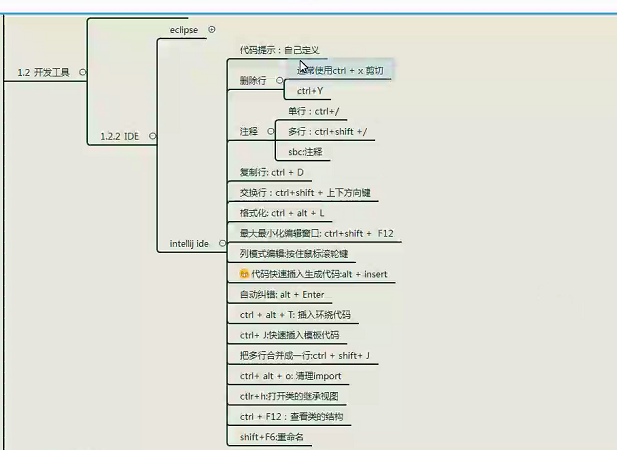 eclipse
代码提示：自己定义
1.2 开发工具
通常使用ctrl + x 剪切
删除行
ctrl+Y
单行：ctrl+/
1.2.2 IDE
注释
多行：ctrl+shift +/
sbc:注释
复制行: ctrl + D
交换行：ctrl+shift + 上下方向键
格式化: ctrl + alt + L
最大最小化编辑窗口: ctrl+shift + F12
intellij ide
列模式编辑:按住鼠标滚轮键
代码快速插入生成代码:alt + insert
自动纠错: alt + Enter
ctrl + alt + T: 插入环绕代码
ctrl+ J:快速插入模板代码
把多行合并成一行:ctrl + shift+ J
ctrl+ alt + o: 清理import
ctlr+h:打开类的继承视图
ctrl + F12：查看类的结构
shift+F6:重命名